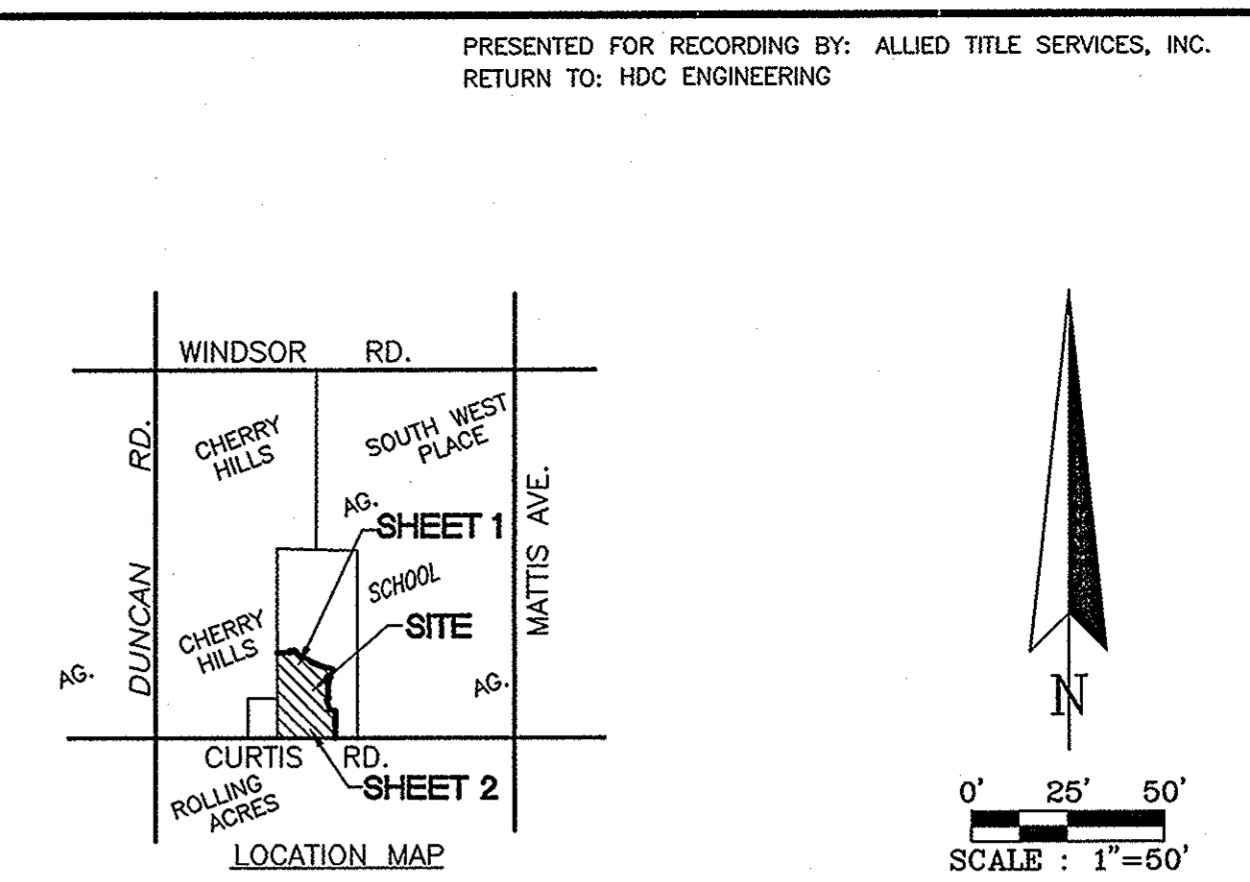 PRESENTED FOR RECORDING BY: ALLIED TITLE SERVICES, INC.
RETURN TO: HDC ENGINEERING
WINDSOR RD.
DUNCAN RD.
CHERRY
HILLS
SOUTH WEST
PLACE
MATTIS AVE.
AG.
SHEET 1
SCHOOL
SITE
CHERRY
HILLS
AG.
AG.
CURTIS RD.
SHEET 2
ROLLING
ACRES
LOCATION MAP
N
0' 25' 50'
SCALE : 1"=50'